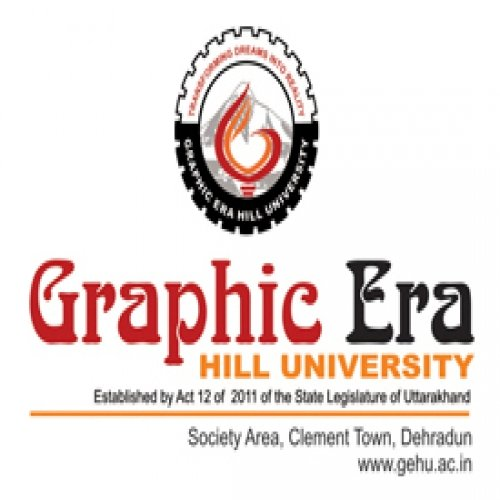 TRANSFORMING DREAMS INTO REALITY
GRAPHIC ERA HILL UNIVERSITY
Graphic Era
HILL UNIVERSITY
Established by Act 12 of 2011 of the State Legislature of Uttarakhand
Society Area, Clement Town, Dehradun
www.gehu.ac.in